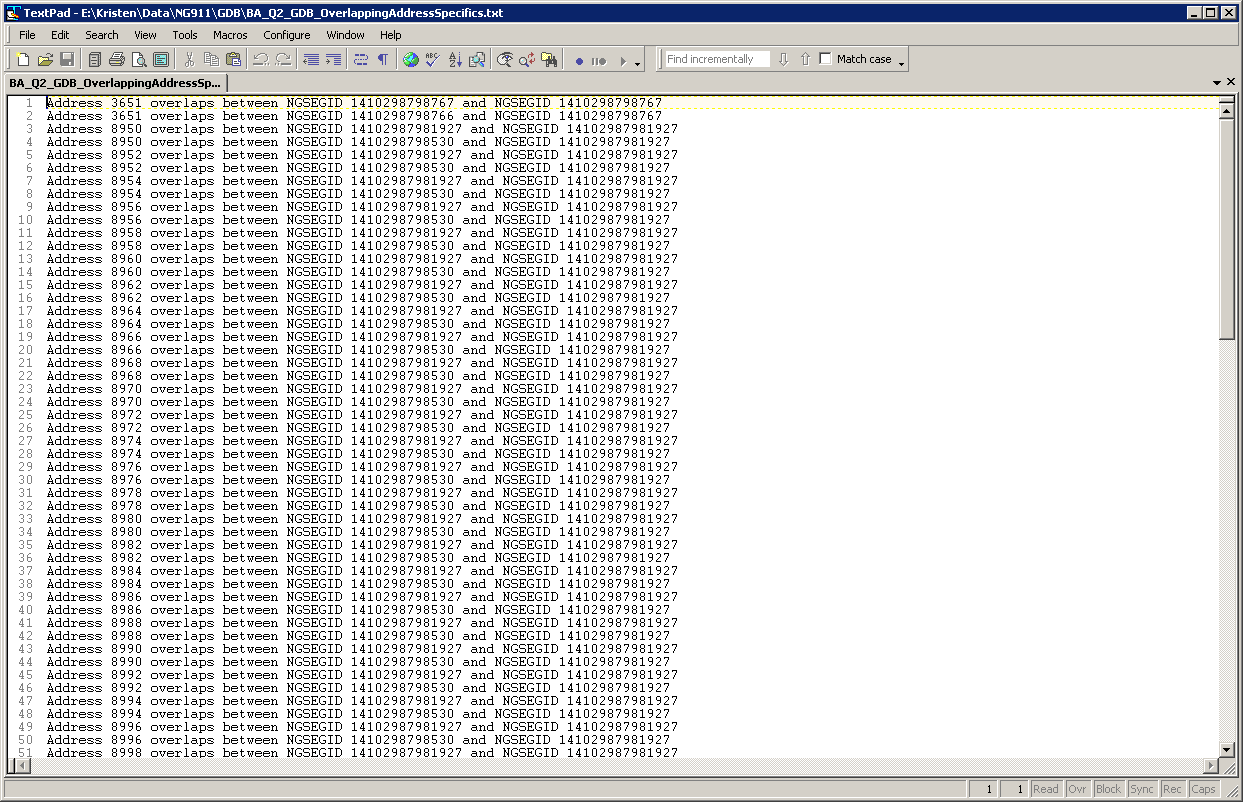 TextPad - E:\Kristen\Data\NG911\GDB\BA_Q2_GDB_OverlappingAddressSpecifics.txt
File Edit Search View Tools Macros Configure Window Help
Find incrementally Match case
BA_Q2_GDB_OverlappingAddressSp...
1 Address 3651 overlaps between NGSEGID 1410298798767 and NGSEGID 1410298798767
2 Address 3651 overlaps between NGSEGID 1410298798766 and NGSEGID 1410298798767
3 Address 8950 overlaps between NGSEGID 14102987981927 and NGSEGID 14102987981927
4 Address 8950 overlaps between NGSEGID 1410298798530 and NGSEGID 14102987981927
5 Address 8952 overlaps between NGSEGID 14102987981927 and NGSEGID 14102987981927
6 Address 8952 overlaps between NGSEGID 1410298798530 and NGSEGID 14102987981927
7 Address 8954 overlaps between NGSEGID 14102987981927 and NGSEGID 14102987981927
8 Address 8954 overlaps between NGSEGID 1410298798530 and NGSEGID 14102987981927
9 Address 8956 overlaps between NGSEGID 14102987981927 and NGSEGID 14102987981927
10 Address 8956 overlaps between NGSEGID 1410298798530 and NGSEGID 14102987981927
11 Address 8958 overlaps between NGSEGID 14102987981927 and NGSEGID 14102987981927
12 Address 8958 overlaps between NGSEGID 1410298798530 and NGSEGID 14102987981927
13 Address 8960 overlaps between NGSEGID 14102987981927 and NGSEGID 14102987981927
14 Address 8960 overlaps between NGSEGID 1410298798530 and NGSEGID 14102987981927
15 Address 8962 overlaps between NGSEGID 14102987981927 and NGSEGID 14102987981927
16 Address 8962 overlaps between NGSEGID 1410298798530 and NGSEGID 14102987981927
17 Address 8964 overlaps between NGSEGID 14102987981927 and NGSEGID 14102987981927
18 Address 8964 overlaps between NGSEGID 1410298798530 and NGSEGID 14102987981927
19 Address 8966 overlaps between NGSEGID 14102987981927 and NGSEGID 14102987981927
20 Address 8966 overlaps between NGSEGID 1410298798530 and NGSEGID 14102987981927
21 Address 8968 overlaps between NGSEGID 14102987981927 and NGSEGID 14102987981927
22 Address 8968 overlaps between NGSEGID 1410298798530 and NGSEGID 14102987981927
23 Address 8970 overlaps between NGSEGID 14102987981927 and NGSEGID 14102987981927
24 Address 8970 overlaps between NGSEGID 1410298798530 and NGSEGID 14102987981927
25 Address 8972 overlaps between NGSEGID 14102987981927 and NGSEGID 14102987981927
26 Address 8972 overlaps between NGSEGID 1410298798530 and NGSEGID 14102987981927
27 Address 8974 overlaps between NGSEGID 14102987981927 and NGSEGID 14102987981927
28 Address 8974 overlaps between NGSEGID 1410298798530 and NGSEGID 14102987981927
29 Address 8976 overlaps between NGSEGID 14102987981927 and NGSEGID 14102987981927
30 Address 8976 overlaps between NGSEGID 1410298798530 and NGSEGID 14102987981927
31 Address 8978 overlaps between NGSEGID 14102987981927 and NGSEGID 14102987981927
32 Address 8978 overlaps between NGSEGID 1410298798530 and NGSEGID 14102987981927
33 Address 8980 overlaps between NGSEGID 14102987981927 and NGSEGID 14102987981927
34 Address 8980 overlaps between NGSEGID 1410298798530 and NGSEGID 14102987981927
35 Address 8982 overlaps between NGSEGID 14102987981927 and NGSEGID 14102987981927
36 Address 8982 overlaps between NGSEGID 1410298798530 and NGSEGID 14102987981927
37 Address 8984 overlaps between NGSEGID 14102987981927 and NGSEGID 14102987981927
38 Address 8984 overlaps between NGSEGID 1410298798530 and NGSEGID 14102987981927
39 Address 8986 overlaps between NGSEGID 14102987981927 and NGSEGID 14102987981927
40 Address 8986 overlaps between NGSEGID 1410298798530 and NGSEGID 14102987981927
41 Address 8988 overlaps between NGSEGID 14102987981927 and NGSEGID 14102987981927
42 Address 8988 overlaps between NGSEGID 1410298798530 and NGSEGID 14102987981927
43 Address 8990 overlaps between NGSEGID 14102987981927 and NGSEGID 14102987981927
44 Address 8990 overlaps between NGSEGID 1410298798530 and NGSEGID 14102987981927
45 Address 8992 overlaps between NGSEGID 14102987981927 and NGSEGID 14102987981927
46 Address 8992 overlaps between NGSEGID 1410298798530 and NGSEGID 14102987981927
47 Address 8994 overlaps between NGSEGID 14102987981927 and NGSEGID 14102987981927
48 Address 8994 overlaps between NGSEGID 1410298798530 and NGSEGID 14102987981927
49 Address 8996 overlaps between NGSEGID 14102987981927 and NGSEGID 14102987981927
50 Address 8996 overlaps between NGSEGID 1410298798530 and NGSEGID 14102987981927
51 Address 8998 overlaps between NGSEGID 14102987981927 and NGSEGID 14102987981927
1 1 Read Ovr Block Sync Rec Caps